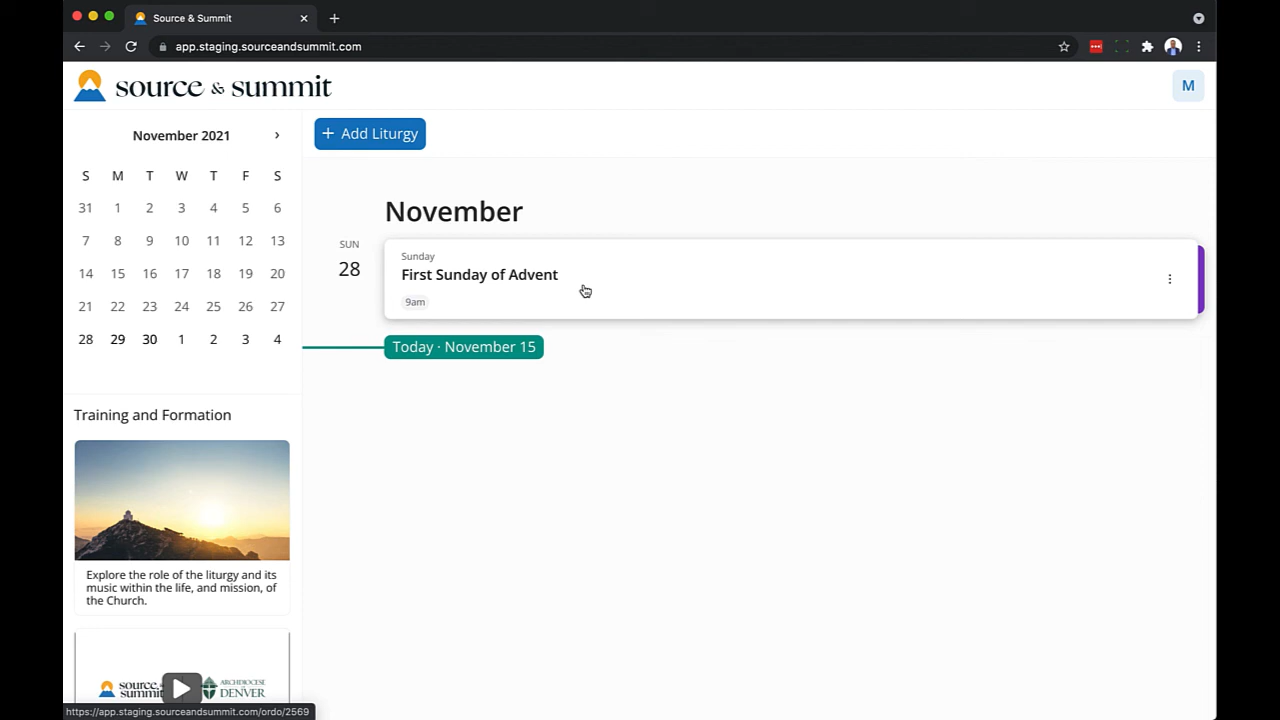 Source & Summit
app.staging.sourceandsummit.com
source & summit
M
November 2021
S M T W T F S
31 1 2 3 4 5 6
7 8 9 10 11 12 13
14 15 16 17 18 19 20
21 22 23 24 25 26 27
28 29 30 1 2 3 4
+ Add Liturgy
November
SUN
28
Sunday
First Sunday of Advent
9am
Today · November 15
Training and Formation
Explore the role of the liturgy and its
music within the life, and mission, of
the Church.
source &
summit
ARCHDIOCESE of
DENVER
https://app.staging.sourceandsummit.com/ordo/2569